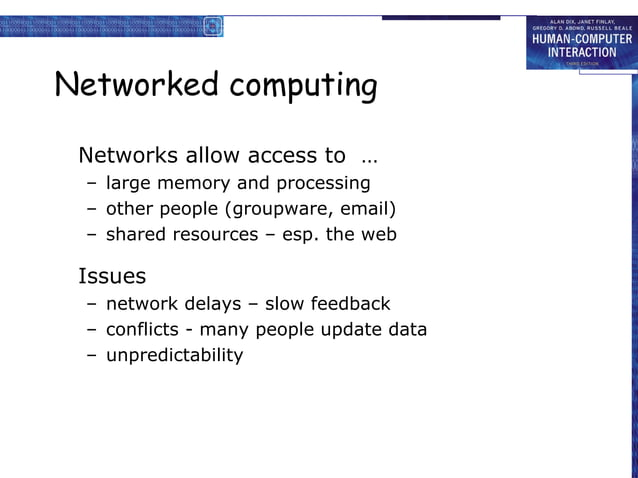 ALAN DIX, JANET FINLAY,
GREGORY D. ABOWD, RUSSELL BEALE
HUMAN-COMPUTER
INTERACTION
THIRD EDITION
Networked computing
Networks allow access to …
– large memory and processing
– other people (groupware, email)
– shared resources – esp. the web
Issues
– network delays – slow feedback
– conflicts - many people update data
– unpredictability